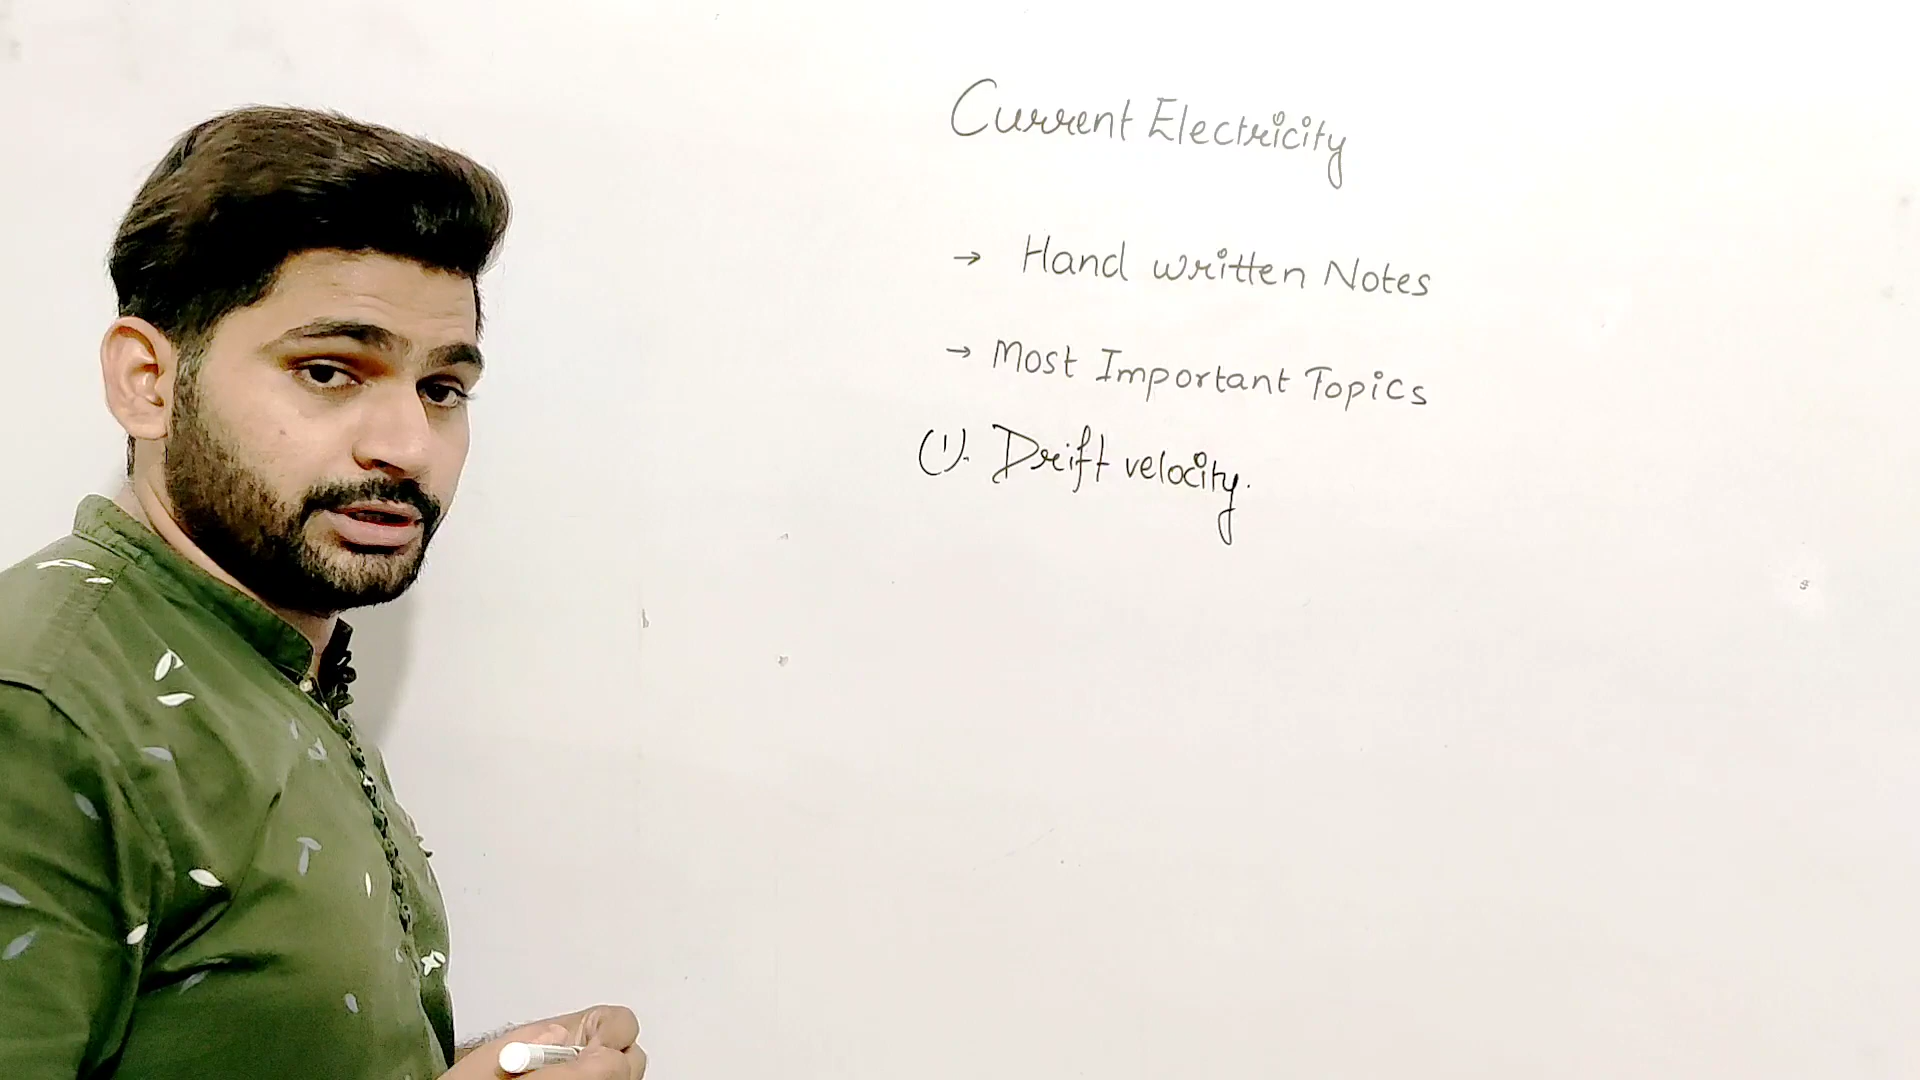 Current Electricity
→ Hand written Notes
→ Most Important Topics
(1). Drift velocity.